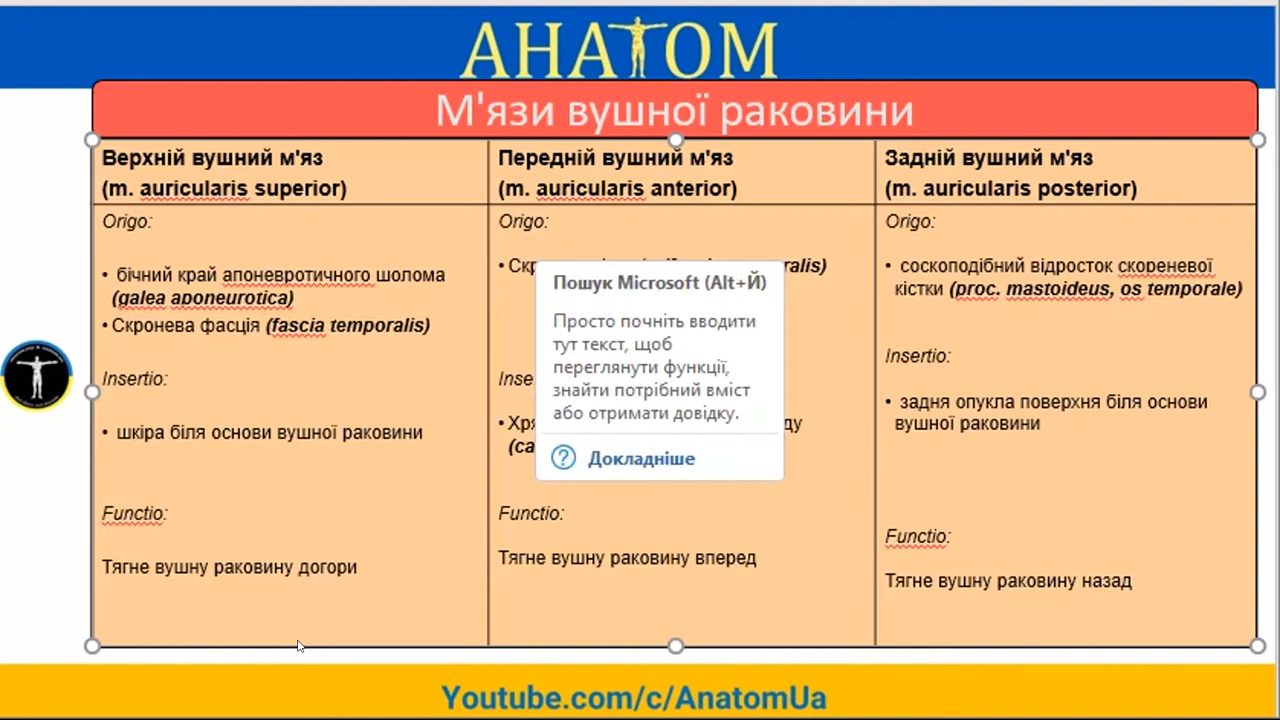 АНАТОМ
М'язи вушної раковини
Верхній вушний м'яз
(m. auricularis superior)
Origo:
• бічний край апоневротичного шолома
(galea aponeurotica)
• Скронева фасція (fascia temporalis)
Insertio:
• шкіра біля основи вушної раковини
Functio:
Тягне вушну раковину догори
Передній вушний м'яз
(m. auricularis anterior)
Origo:
Пошук Microsoft (Alt+Й)
Просто почніть вводити
тут текст, щоб
переглянути функції,
знайти потрібний вміст
або отримати довідку.
Докладніше
Functio:
Тягне вушну раковину вперед
Задній вушний м'яз
(m. auricularis posterior)
Origo:
• соскоподібний відросток скореневої
кістки (proc. mastoideus, os temporale)
Insertio:
• задня опукла поверхня біля основи
вушної раковини
Functio:
Тягне вушну раковину назад
Youtube.com/c/AnatomUa